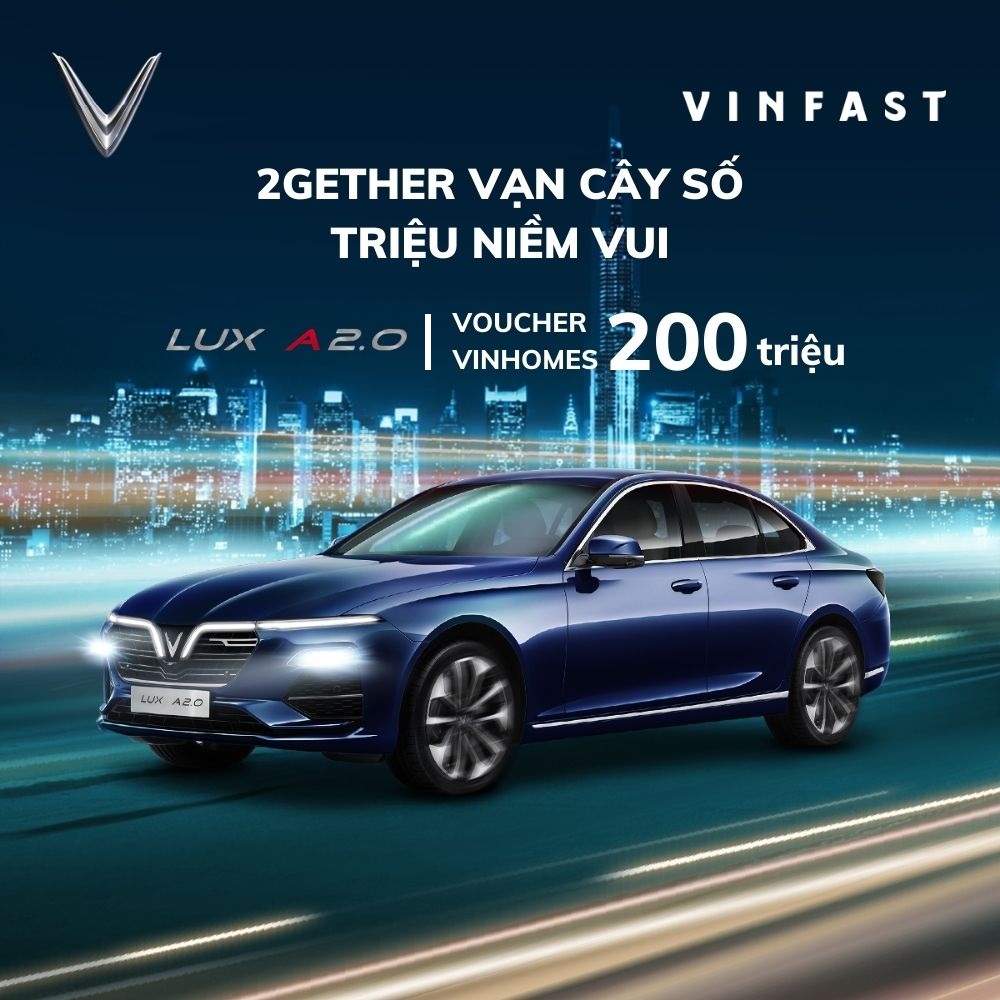 VINFAST
2GETHER VẠN CÂY SỐ
TRIỆU NIỀM VUI
LUX A2.0
VOUCHER
VINHOMES 200 triệu
LUX A2.0